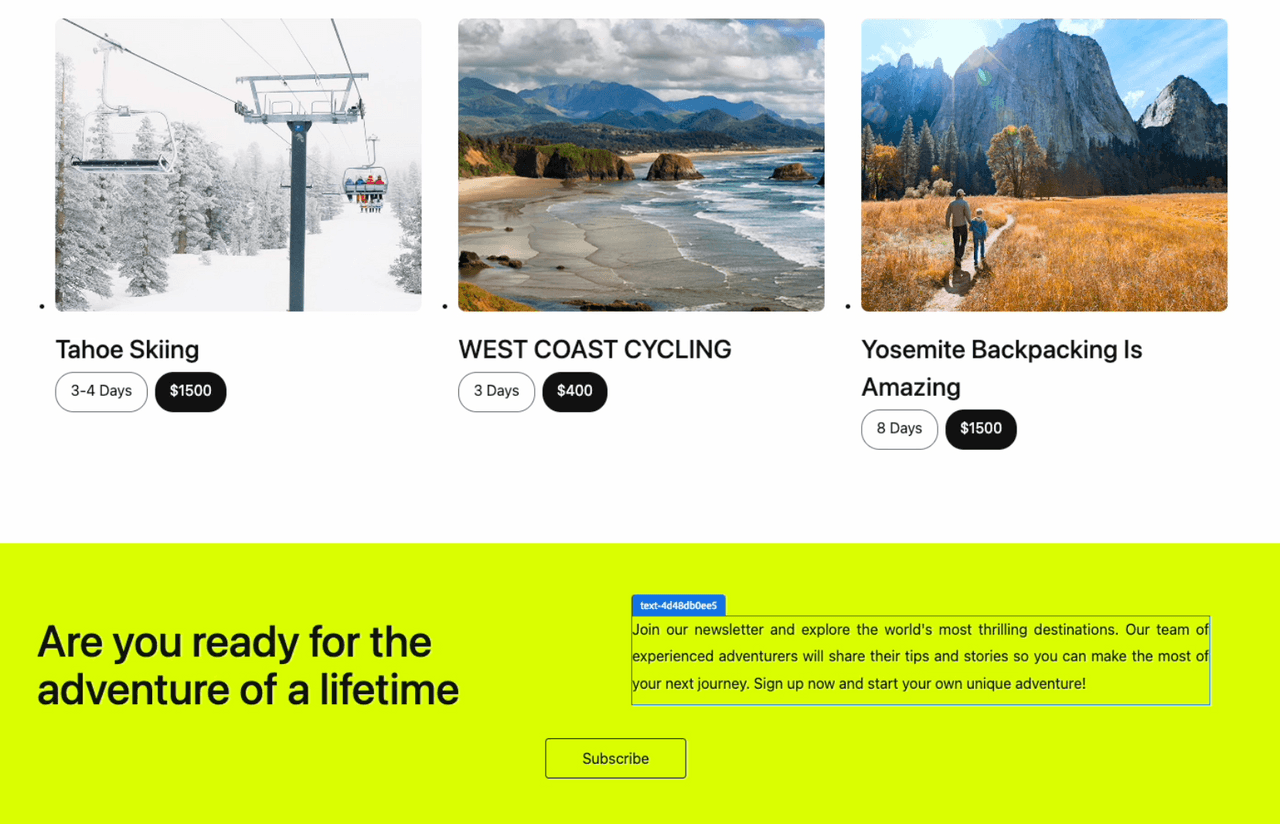 Tahoe Skiing
3-4 Days $1500
WEST COAST CYCLING
3 Days $400
Yosemite Backpacking Is
Amazing
8 Days $1500
Are you ready for the
adventure of a lifetime
text-4d48db0ee5
Join our newsletter and explore the world's most thrilling destinations. Our team of
experienced adventurers will share their tips and stories so you can make the most of
your next journey. Sign up now and start your own unique adventure!
Subscribe